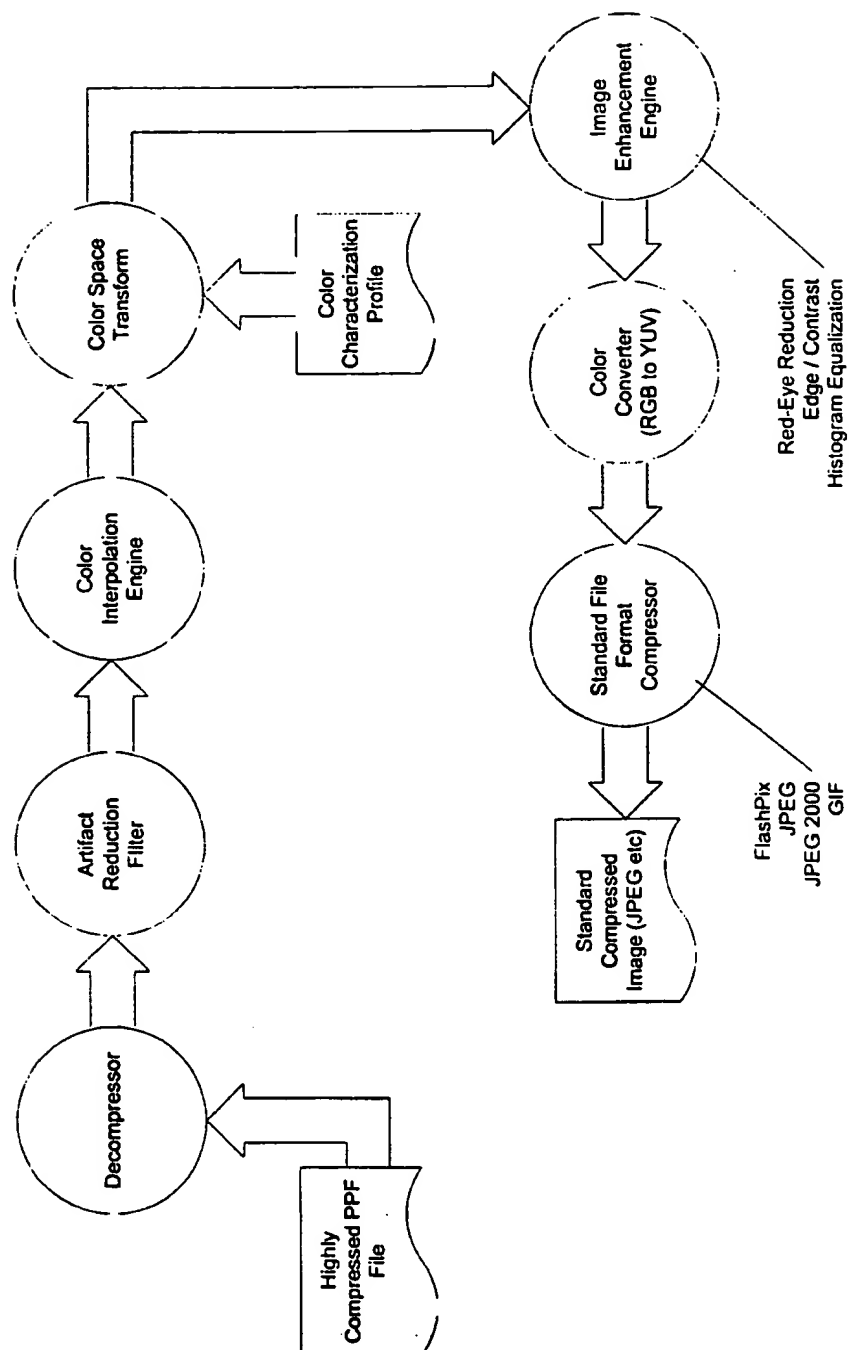 Highly
Compressed PPF
File
Decompressor
Artifact
Reduction
Filter
Color
Interpolation
Engine
Color Space
Transform
Color
Characterization
Profile
Image
Enhancement
Engine
Red-Eye Reduction
Edge / Contrast
Histogram Equalization
Color
Converter
(RGB to YUV)
Standard File
Format
Compressor
FlashPix
JPEG
JPEG 2000
GIF
Standard
Compressed
Image (JPEG etc)